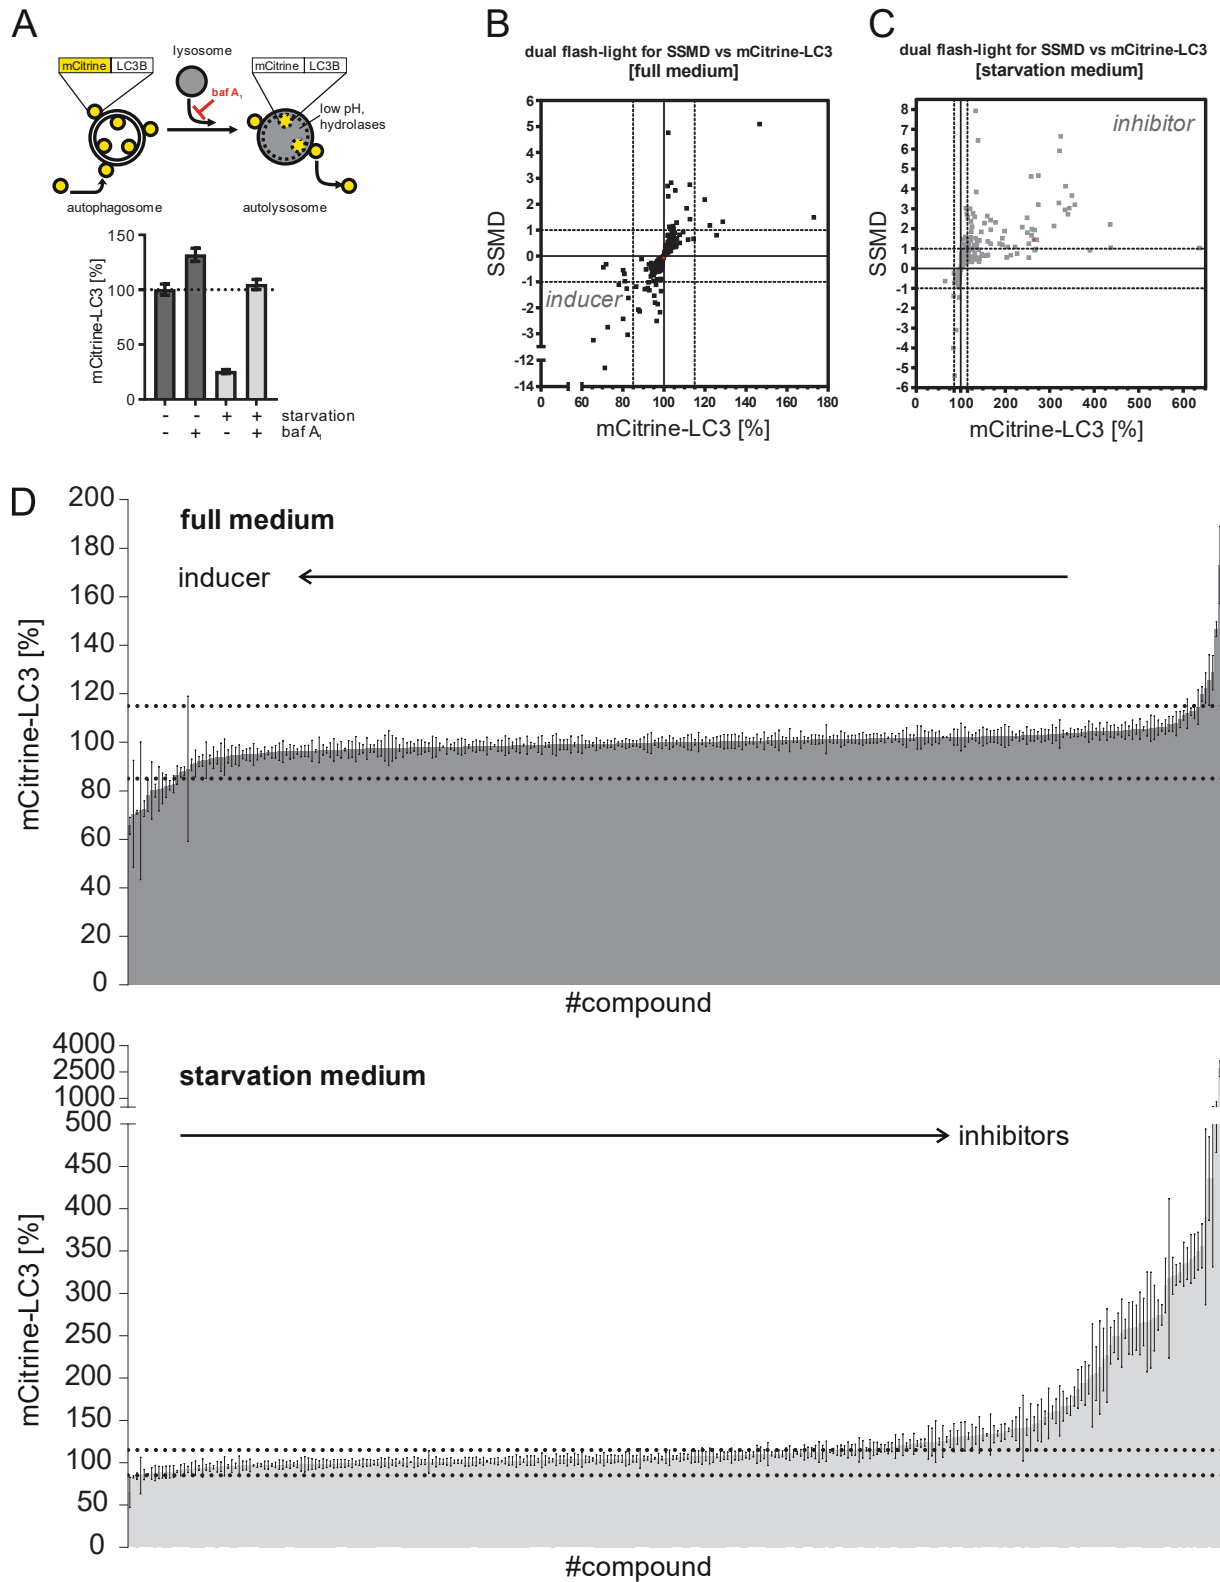 A
mCitrine LC3B
lysosome
baf A1
mCitrine LC3B
low pH,
hydrolases
autophagosome
autolysosome
mCitrine-LC3 [%]
150
100
50
0
- - + + starvation
- + - + baf A1
B
dual flash-light for SSMD vs mCitrine-LC3
[full medium]
SSMD
6
5
4
3
2
1
0
-1
-2
-3
-12
-14
inducer
0 60 80 100 120 140 160 180
mCitrine-LC3 [%]
C
dual flash-light for SSMD vs mCitrine-LC3
[starvation medium]
SSMD
8
7
6
5
4
3
2
1
0
-1
-2
-3
-4
-5
-6
inhibitor
0 100 200 300 400 500 600
mCitrine-LC3 [%]
D
full medium
inducer
mCitrine-LC3 [%]
200
180
160
140
120
100
80
60
40
20
0
#compound
starvation medium
inhibitors
mCitrine-LC3 [%]
4000
2500
1000
500
450
400
350
300
250
200
150
100
50
0
#compound